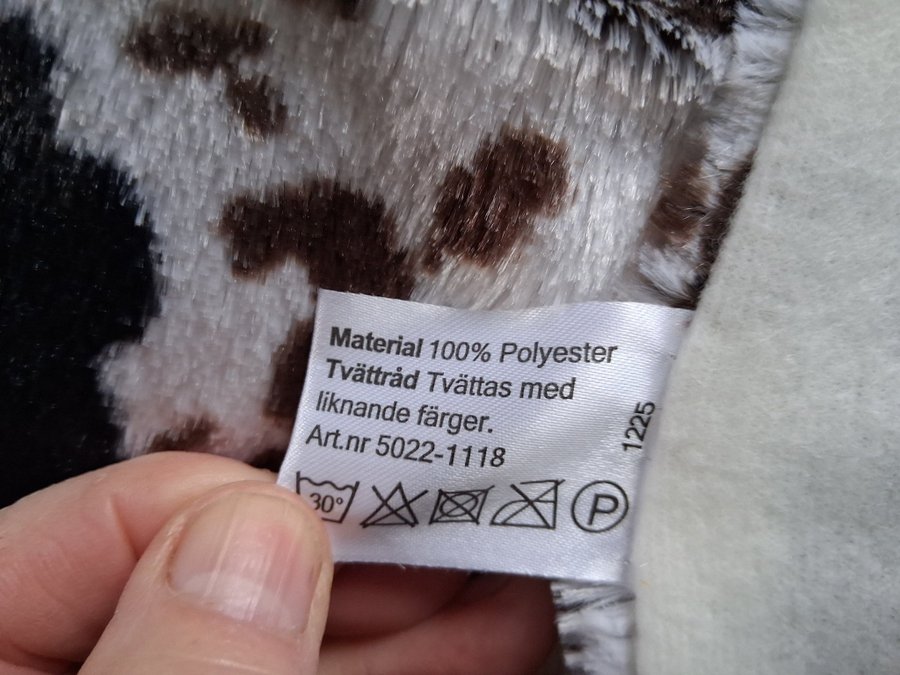 Material 100% Polyester
Tvättråd Tvättas med
liknande färger.
Art.nr 5022-1118
1225
30°
P